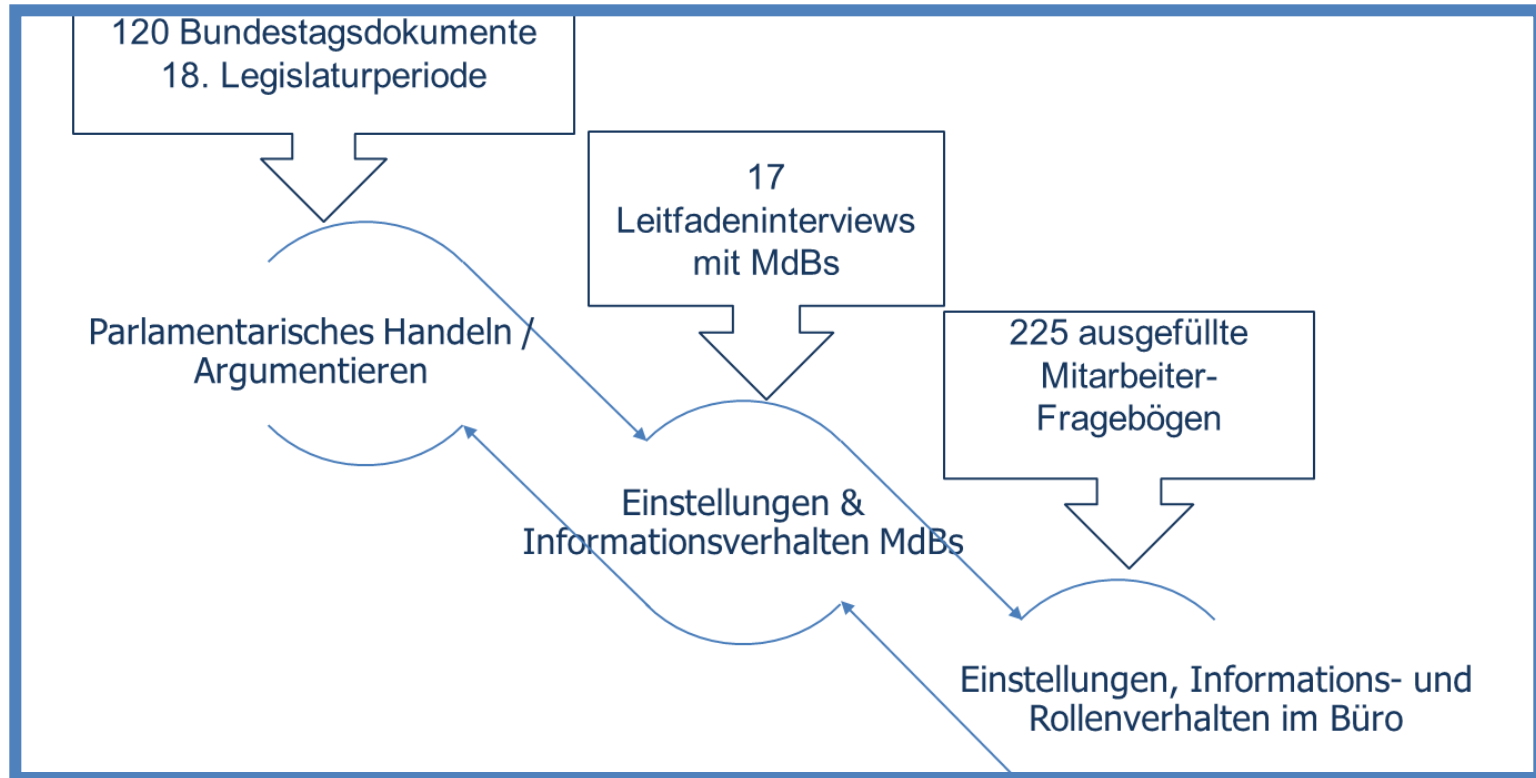 120 Bundestagsdokumente
18. Legislaturperiode
17
Leitfadeninterviews
mit MdBs
Parlamentarisches Handeln /
Argumentieren
225 ausgefüllte
Mitarbeiter-
Fragebögen
Einstellungen &
Informationsverhalten MdBs
Einstellungen, Informations- und
Rollenverhalten im Büro